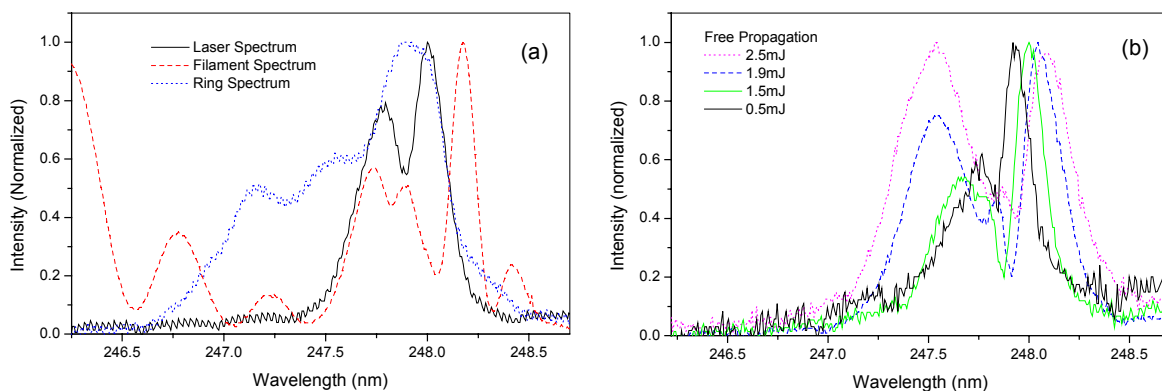 (a)
Laser Spectrum
Filament Spectrum
Ring Spectrum
1.0
0.8
0.6
0.4
0.2
0.0
Intensity (Normalized)
246.5 247.0 247.5 248.0 248.5
Wavelength (nm)
(b)
Free Propagation
2.5mJ
1.9mJ
1.5mJ
0.5mJ
1.0
0.8
0.6
0.4
0.2
0.0
Intensity (normalized)
246.5 247.0 247.5 248.0 248.5
Wavelength (nm)